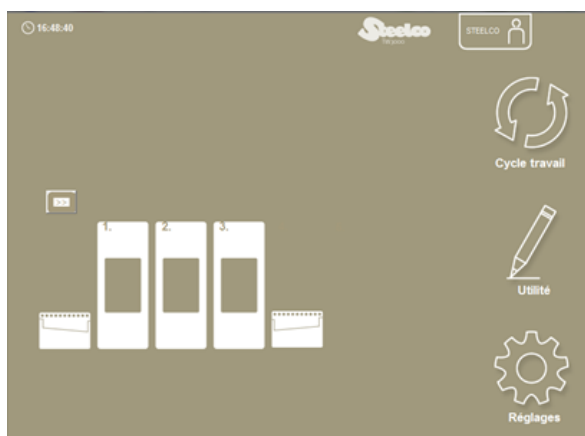 16:48:40
Steelco
STEELCO
Cycle travail
>>
1. 2. 3.
Utilité
Réglages